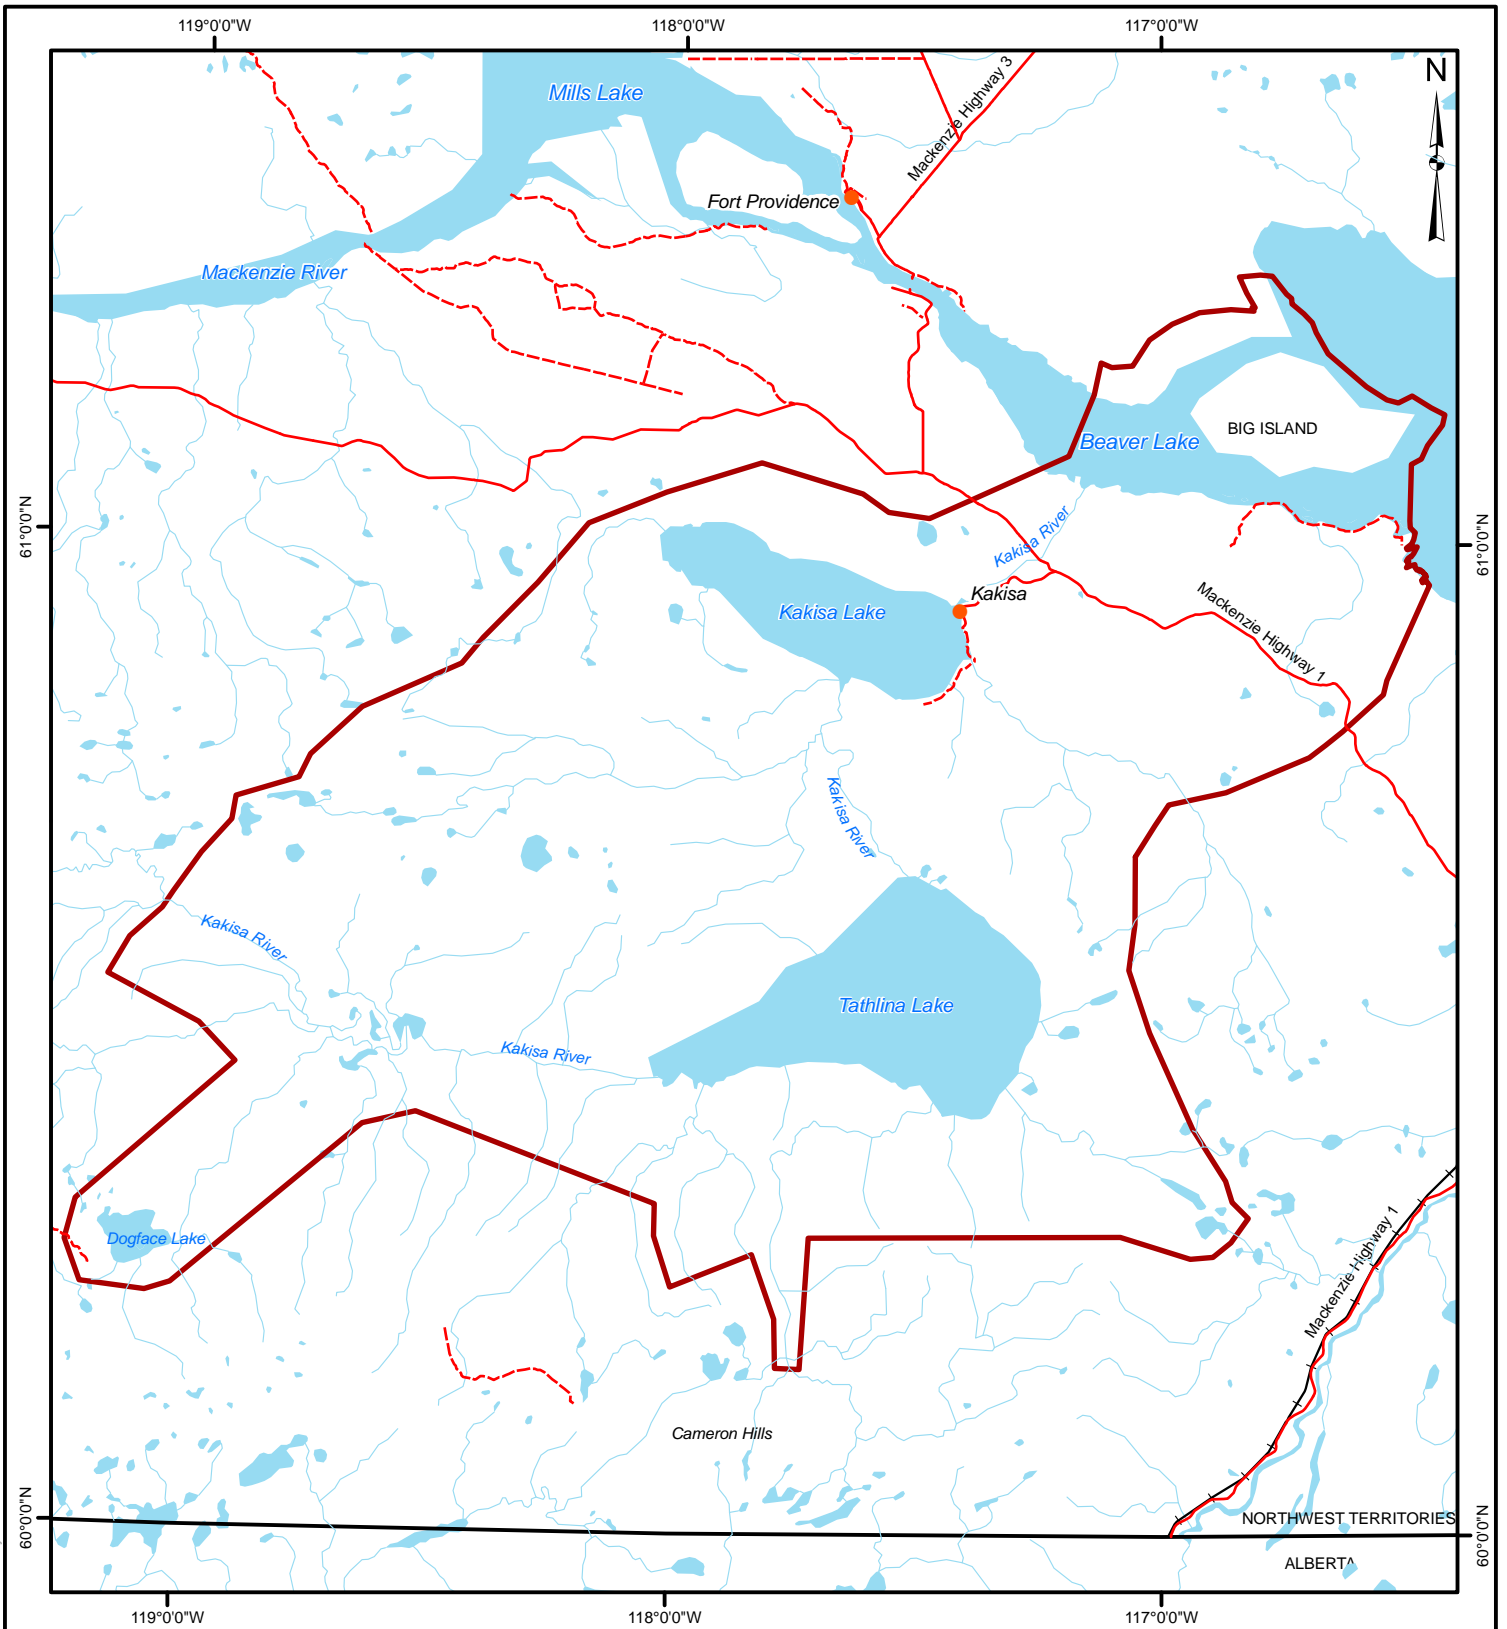 119°0'0"W
118°0'0"W
117°0'0"W
N
Mills Lake
Mackenzie Highway 3
Fort Providence
Mackenzie River
BIG ISLAND
Beaver Lake
61°0'0"N
61°0'0"N
Kakisa River
Kakisa
Kakisa Lake
Mackenzie Highway 1
Kakisa River
Kakisa River
Tathlina Lake
Kakisa River
Dogface Lake
Mackenzie Highway 1
Cameron Hills
60°0'0"N
NORTHWEST TERRITORIES
60°0'0"N
ALBERTA
119°0'0"W
118°0'0"W
117°0'0"W